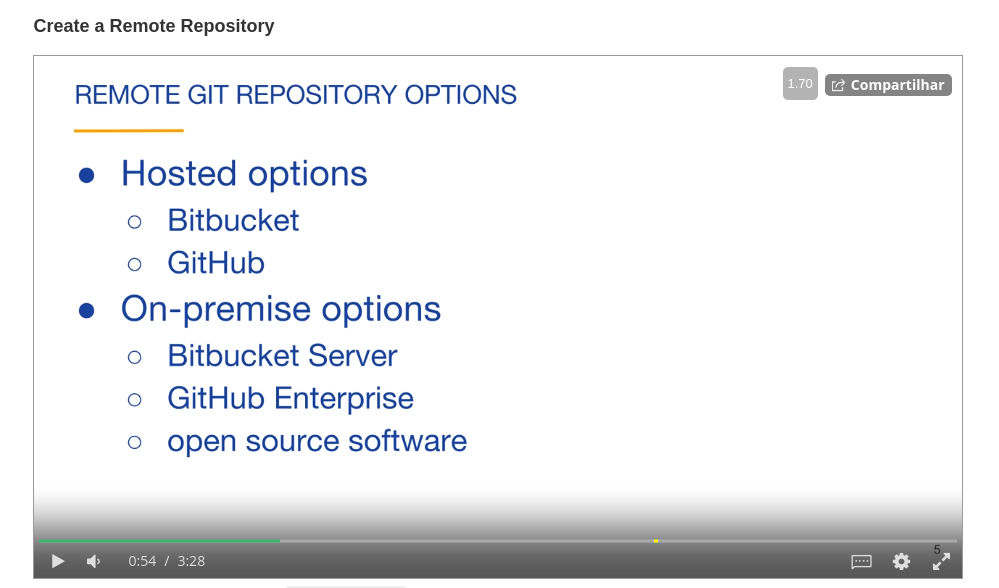 Create a Remote Repository
REMOTE GIT REPOSITORY OPTIONS
1.70
Compartilhar
● Hosted options
○ Bitbucket
○ GitHub
● On-premise options
○ Bitbucket Server
○ GitHub Enterprise
○ open source software
0:54 / 3:28
5